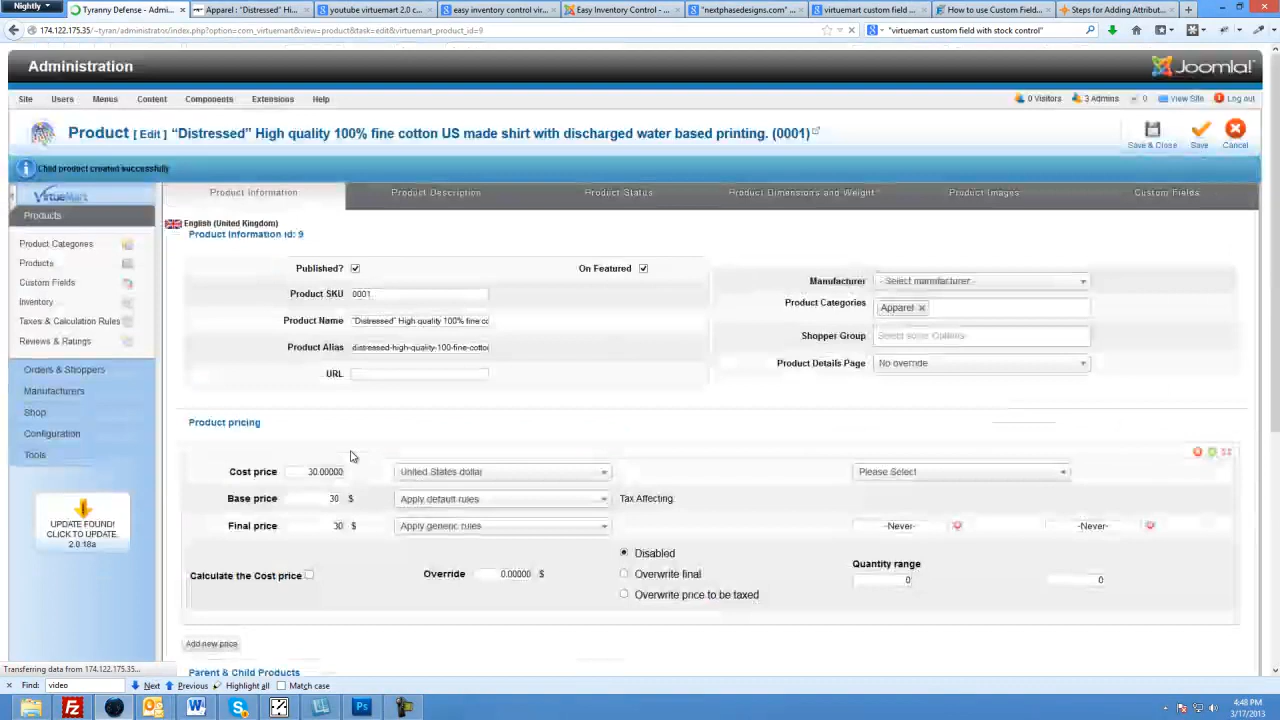 Nightly
Tyranny Defense - Admini...
Apparel : "Distressed" Hi...
youtube virtuemart 2.0 c...
easy inventory control vir...
Easy Inventory Control - ...
"nextphasedesigns.com" ...
virtuemart custom field ...
How to use Custom Field...
Steps for Adding Attribut...
174.122.175.35/~tyran/administrator/index.php?option=com_virtuemart&view=product&task=edit&virtuemart_product_id=9
"virtuemart custom field with stock control"
Administration
Joomla!
Site Users Menus Content Components Extensions Help
0 Visitors 3 Admins 0 View Site Log out
Product [ Edit ] “Distressed” High quality 100% fine cotton US made shirt with discharged water based printing. (0001)
Save & Close Save Cancel
Child product created successfully
VirtueMart
Product Information Product Description Product Status Product Dimensions and Weight Product Images Custom Fields
Products
Product Categories
Products
Custom Fields
Inventory
Taxes & Calculation Rules
Reviews & Ratings
Orders & Shoppers
Manufacturers
Shop
Configuration
Tools
UPDATE FOUND!
CLICK TO UPDATE.
2.0.18a
English (United Kingdom)
Product Information id: 9
Published? On Featured
Product SKU 0001
Product Name “Distressed” High quality 100% fine co
Product Alias distressed-high-quality-100-fine-cotto
URL
Manufacturer - Select manufacturer -
Product Categories Apparel x
Shopper Group Select some Options
Product Details Page No override
Product pricing
Cost price 30.00000 United States dollar Please Select
Base price 30 $ Apply default rules Tax Affecting
Final price 30 $ Apply generic rules -Never- -Never-
Disabled
Calculate the Cost price Override 0.00000 $ Overwrite final
Overwrite price to be taxed
Quantity range
0 0
Add new price
Parent & Child Products
Transferring data from 174.122.175.35...
Find: video Next Previous Highlight all Match case
4:48 PM
3/17/2013